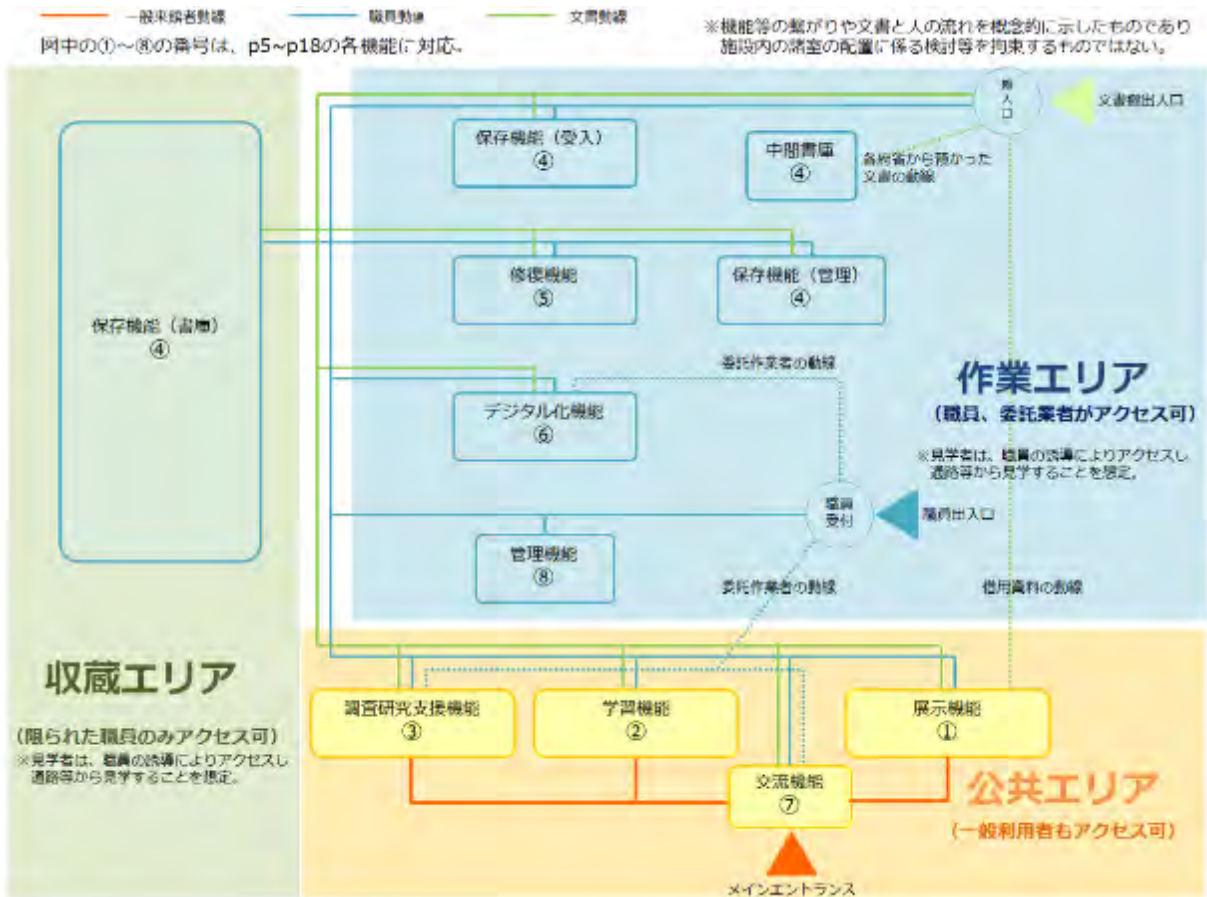 一般来館者動線
職員動線
文書動線
図中の①～⑧の番号は、p5~p18の各機能に対応。
※機能等の繋がりや文書と人の流れを概念的に示したものであり
施設内の諸室の配置に係る検討等を拘束するものではない。
搬入口
文書搬出入口
保存機能（受入）
④
中間書庫
④
各府省から預かった
文書の動線
修復機能
⑤
保存機能（管理）
④
保存機能（書庫）
④
委託作業者の動線
作業エリア
（職員、委託業者がアクセス可）
デジタル化機能
⑥
※見学者は、職員の誘導によりアクセスし
通路等から見学することを想定。
職員
受付
職員出入口
管理機能
⑧
委託作業者の動線
借用資料の動線
収蔵エリア
（限られた職員のみアクセス可）
※見学者は、職員の誘導によりアクセスし
通路等から見学することを想定。
調査研究支援機能
③
学習機能
②
展示機能
①
交流機能
⑦
公共エリア
（一般利用者もアクセス可）
メインエントランス